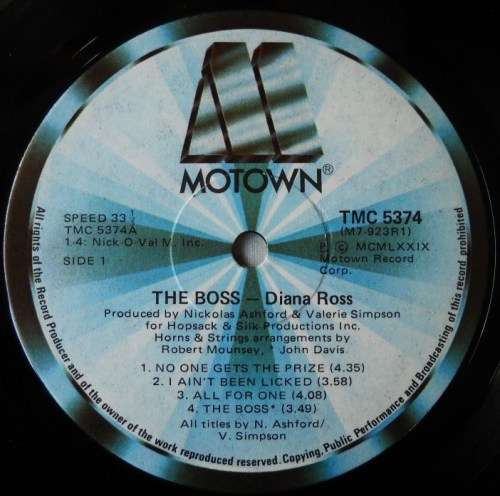 MOTOWN®
SPEED 33 1/3
TMC 5374A
1-4: Nick-O-Val M. Inc.
SIDE 1
TMC 5374
(M7-923R1)
Ⓟ © MCMLXXIX
Motown Record
Corp.
THE BOSS — Diana Ross
Produced by Nickolas Ashford & Valerie Simpson
for Hopsack & Silk Productions Inc.
Horns & Strings arrangements by
Robert Mounsey, John Davis.
1. NO ONE GETS THE PRIZE (4.35)
2. I AIN'T BEEN LICKED (3.58)
3. ALL FOR ONE (4.08)
4. THE BOSS* (3.49)
All titles by N. Ashford/
V. Simpson
All rights of the Record Producer and of the owner of the work reproduced reserved. Copying, Public Performance and Broadcasting of this record prohibited